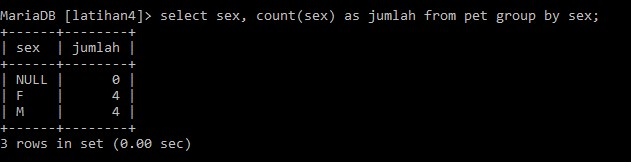 MariaDB [latihan4]> select sex, count(sex) as jumlah from pet group by sex;
+------+--------+
| sex  | jumlah |
+------+--------+
| NULL |      0 |
| F    |      4 |
| M    |      4 |
+------+--------+
3 rows in set (0.00 sec)